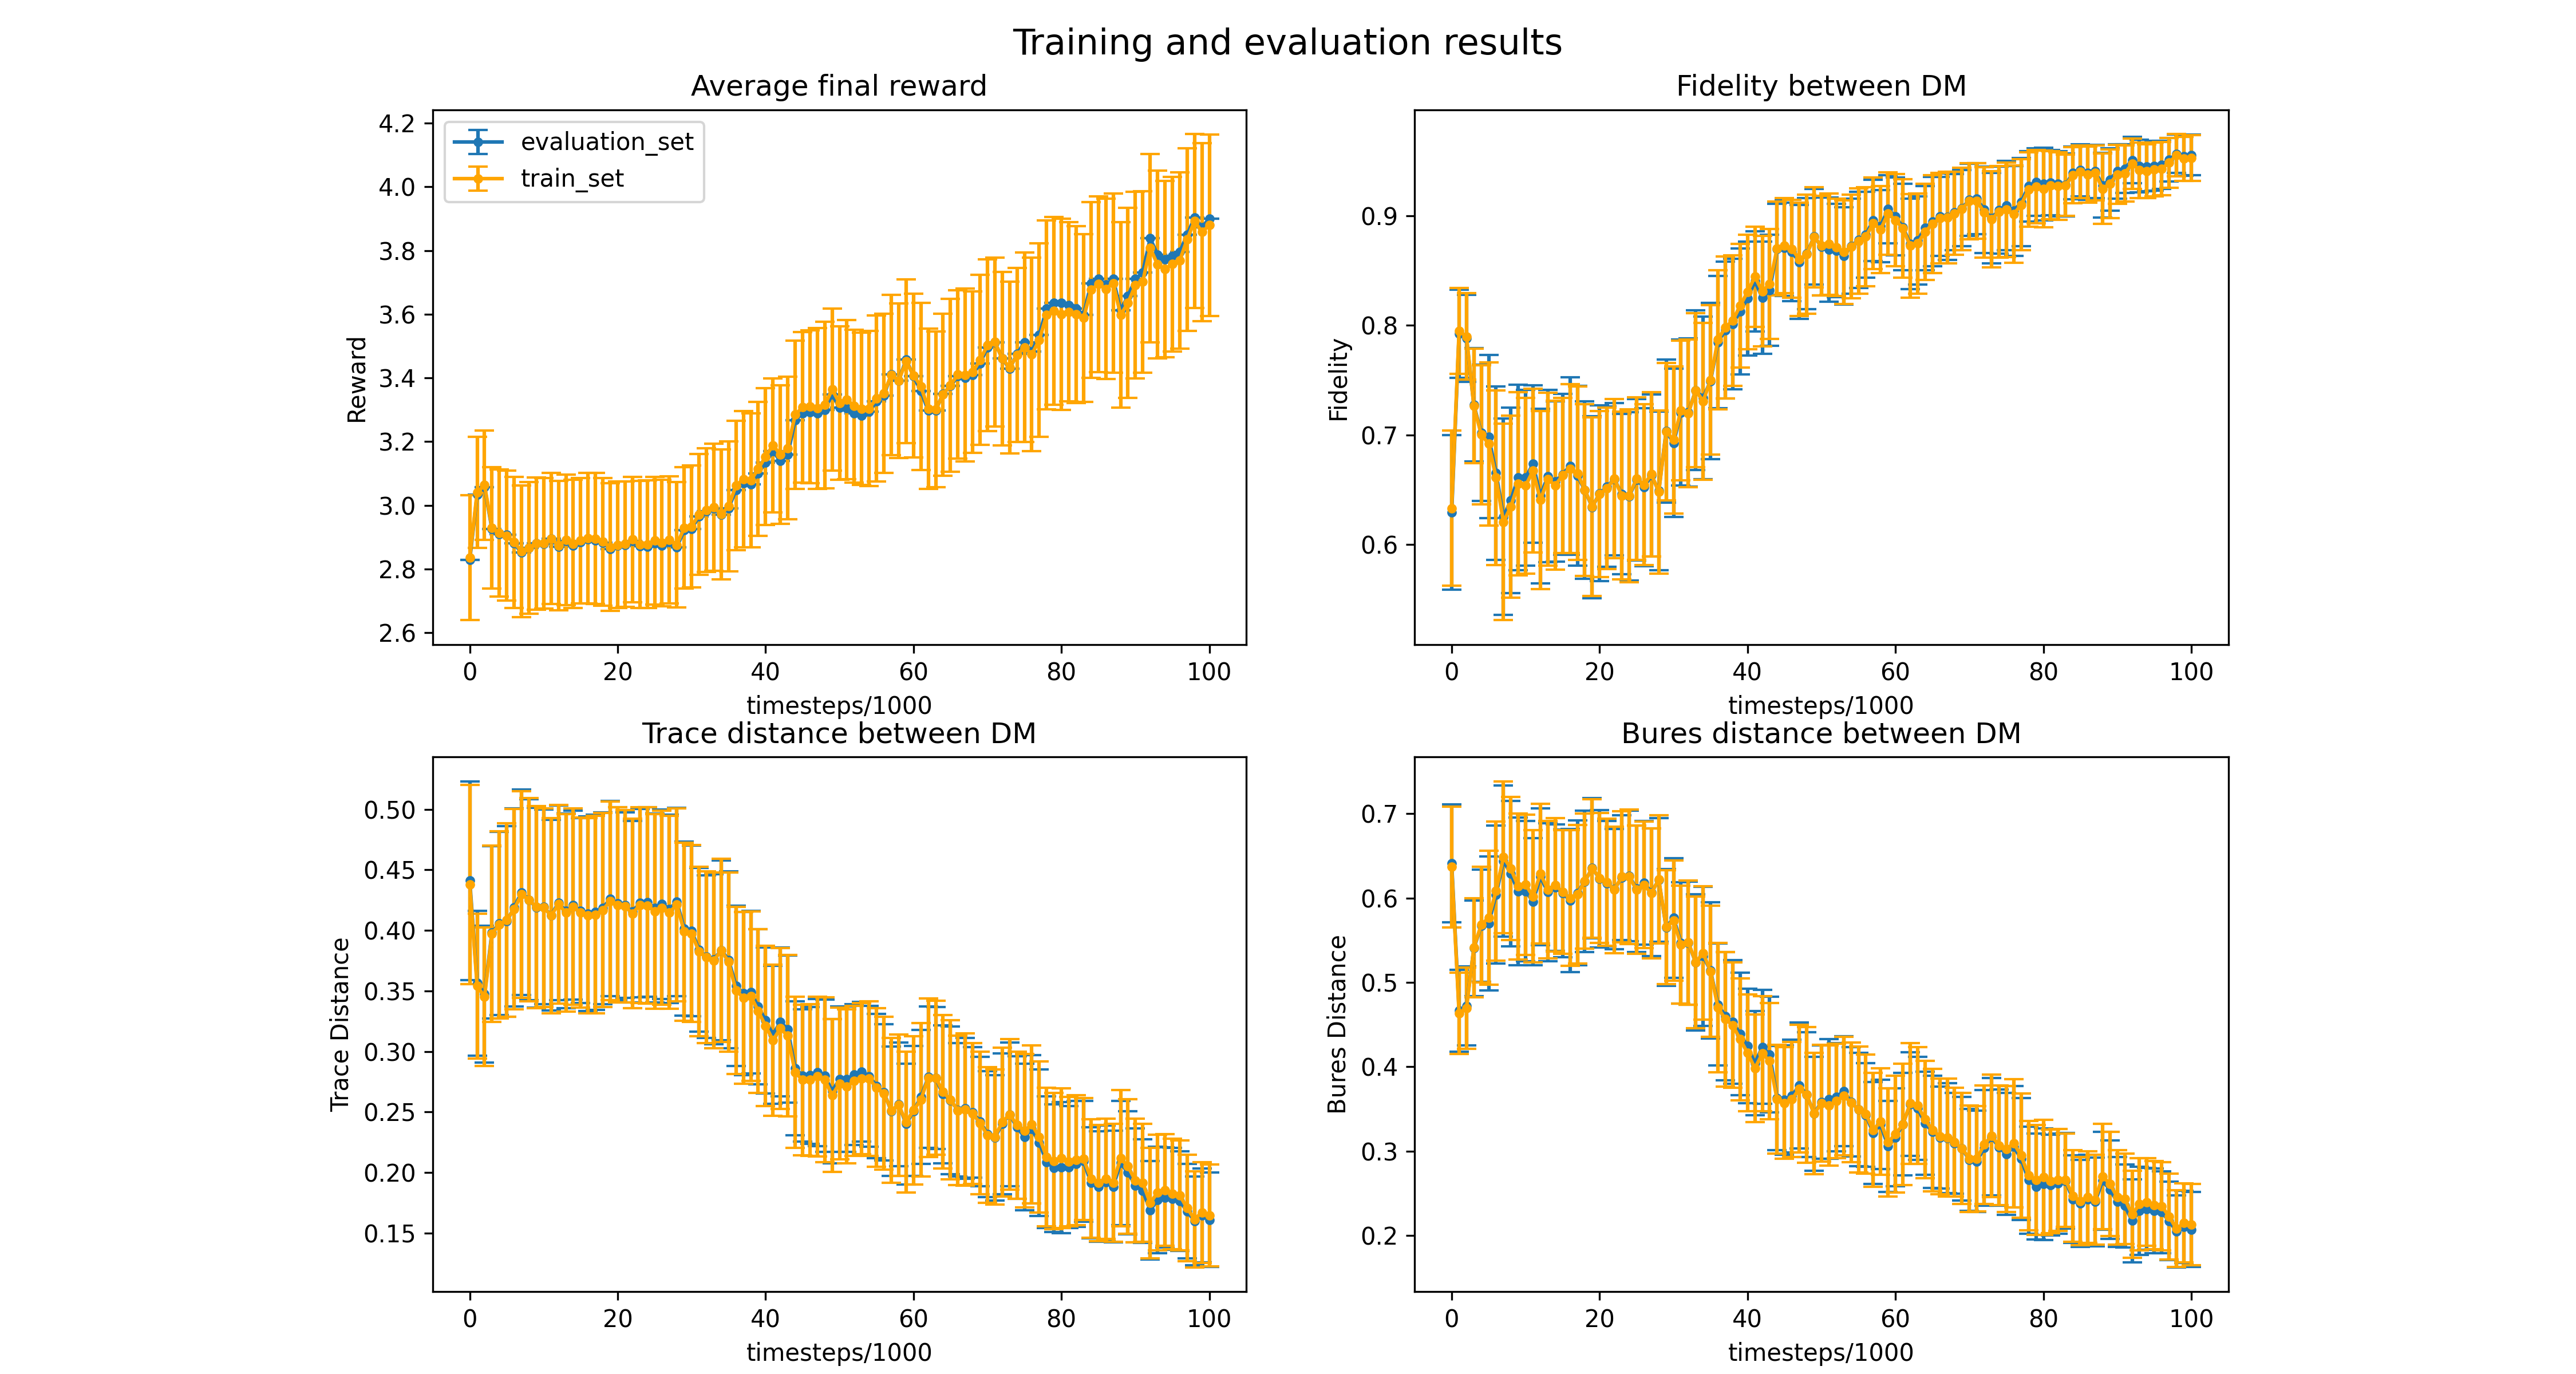 Training and evaluation results
Average final reward
4.2
4.0
3.8
3.6
3.4
3.2
3.0
2.8
2.6
Reward
evaluation_set
train_set
0 20 40 60 80 100
timesteps/1000
Fidelity between DM
0.9
0.8
0.7
0.6
Fidelity
0 20 40 60 80 100
timesteps/1000
Trace distance between DM
0.50
0.45
0.40
0.35
0.30
0.25
0.20
0.15
Trace Distance
0 20 40 60 80 100
timesteps/1000
Bures distance between DM
0.7
0.6
0.5
0.4
0.3
0.2
Bures Distance
0 20 40 60 80 100
timesteps/1000